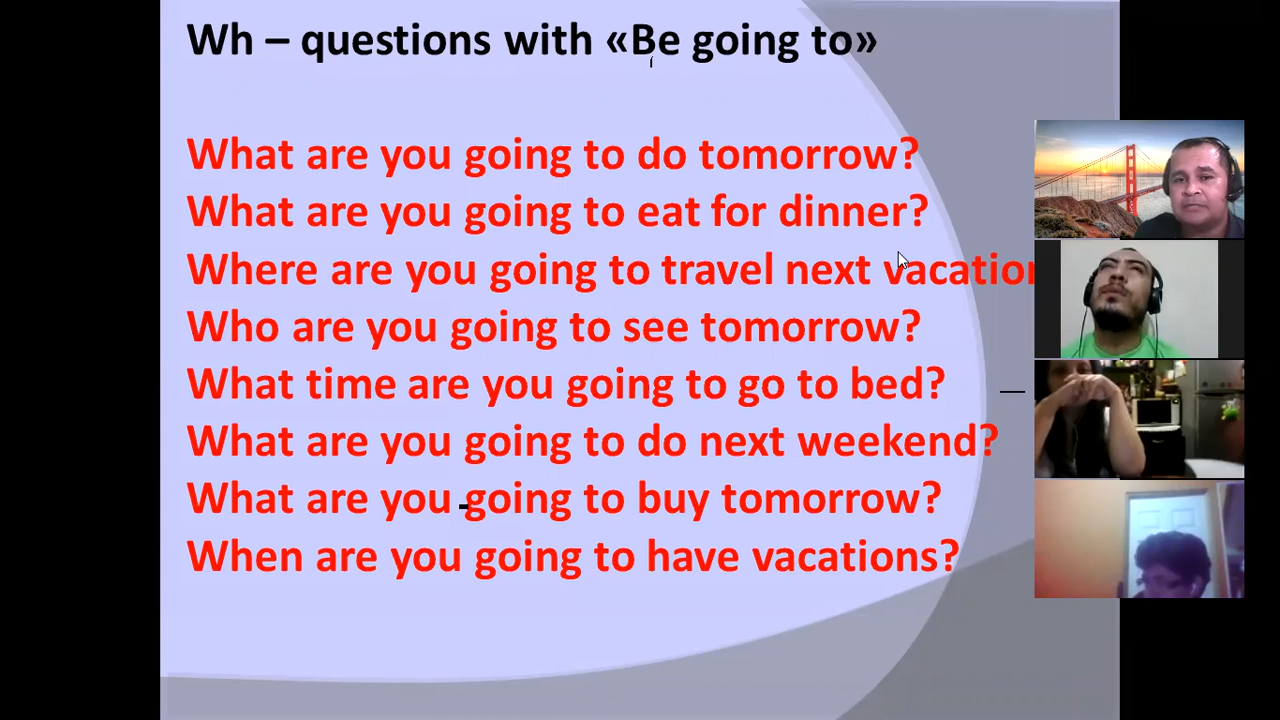 Wh – questions with «Be going to»
What are you going to do tomorrow?
What are you going to eat for dinner?
Where are you going to travel next vacation
Who are you going to see tomorrow?
What time are you going to go to bed?
What are you going to do next weekend?
What are you going to buy tomorrow?
When are you going to have vacations?